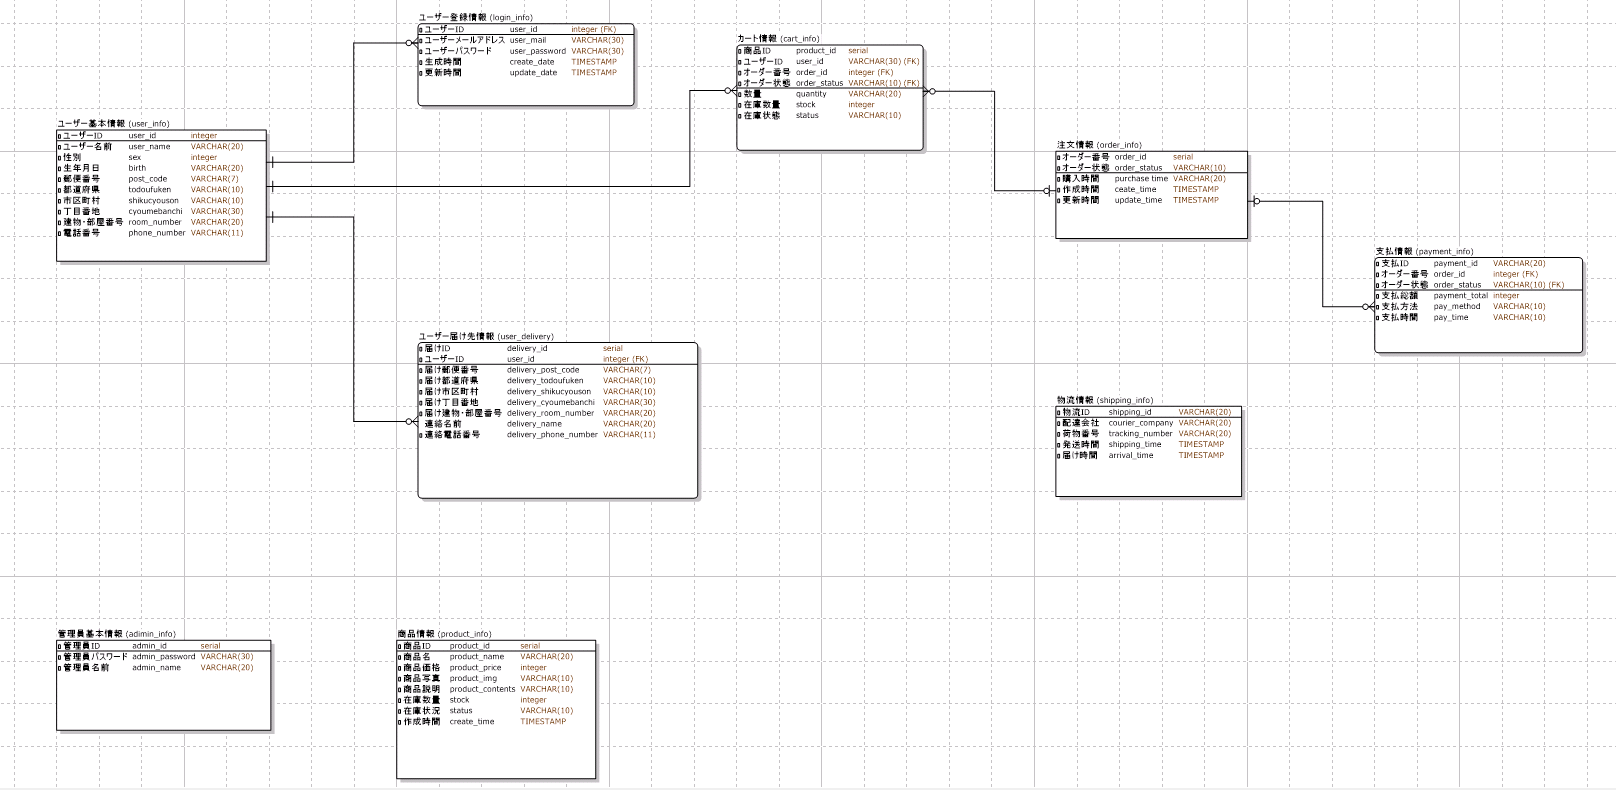 ユーザー登録情報 (login_info)
ユーザーID user_id integer (FK)
ユーザーメールアドレス user_mail VARCHAR(30)
ユーザーパスワード user_password VARCHAR(30)
生成時間 create_date TIMESTAMP
更新時間 update_date TIMESTAMP
カート情報 (cart_info)
商品ID product_id serial
ユーザーID user_id VARCHAR(30) (FK)
オーダー番号 order_id integer (FK)
オーダー状態 order_status VARCHAR(10) (FK)
数量 quantity VARCHAR(20)
在庫数量 stock integer
在庫状態 status VARCHAR(10)
ユーザー基本情報 (user_info)
ユーザーID user_id integer
ユーザー名前 user_name VARCHAR(20)
性別 sex integer
生年月日 birth VARCHAR(20)
郵便番号 post_code VARCHAR(7)
都道府県 todoufuken VARCHAR(10)
市区町村 shikucyouson VARCHAR(10)
丁目番地 cyoumebanchi VARCHAR(30)
建物・部屋番号 room_number VARCHAR(20)
電話番号 phone_number VARCHAR(11)
注文情報 (order_info)
オーダー番号 order_id serial
オーダー状態 order_status VARCHAR(10)
購入時間 purchase time VARCHAR(20)
作成時間 ceate_time TIMESTAMP
更新時間 update_time TIMESTAMP
支払情報 (payment_info)
支払ID payment_id VARCHAR(20)
オーダー番号 order_id integer (FK)
オーダー状態 order_status VARCHAR(10) (FK)
支払総額 payment_total integer
支払方法 pay_method VARCHAR(10)
支払時間 pay_time VARCHAR(10)
ユーザー届け先情報 (user_delivery)
届けID delivery_id serial
ユーザーID user_id integer (FK)
届け郵便番号 delivery_post_code VARCHAR(7)
届け都道府県 delivery_todoufuken VARCHAR(10)
届け市区町村 delivery_shikucyouson VARCHAR(10)
届け丁目番地 delivery_cyoumebanchi VARCHAR(30)
届け建物・部屋番号 delivery_room_number VARCHAR(20)
連絡名前 delivery_name VARCHAR(20)
連絡電話番号 delivery_phone_number VARCHAR(11)
物流情報 (shipping_info)
物流ID shipping_id VARCHAR(20)
配達会社 courier_company VARCHAR(20)
荷物番号 tracking_number VARCHAR(20)
発送時間 shipping_time TIMESTAMP
届け時間 arrival_time TIMESTAMP
管理員基本情報 (adimin_info)
管理員ID admin_id serial
管理員パスワード admin_password VARCHAR(30)
管理員名前 admin_name VARCHAR(20)
商品情報 (product_info)
商品ID product_id serial
商品名 product_name VARCHAR(20)
商品価格 product_price integer
商品写真 product_img VARCHAR(10)
商品説明 product_contents VARCHAR(10)
在庫数量 stock integer
在庫状況 status VARCHAR(10)
作成時間 create_time TIMESTAMP